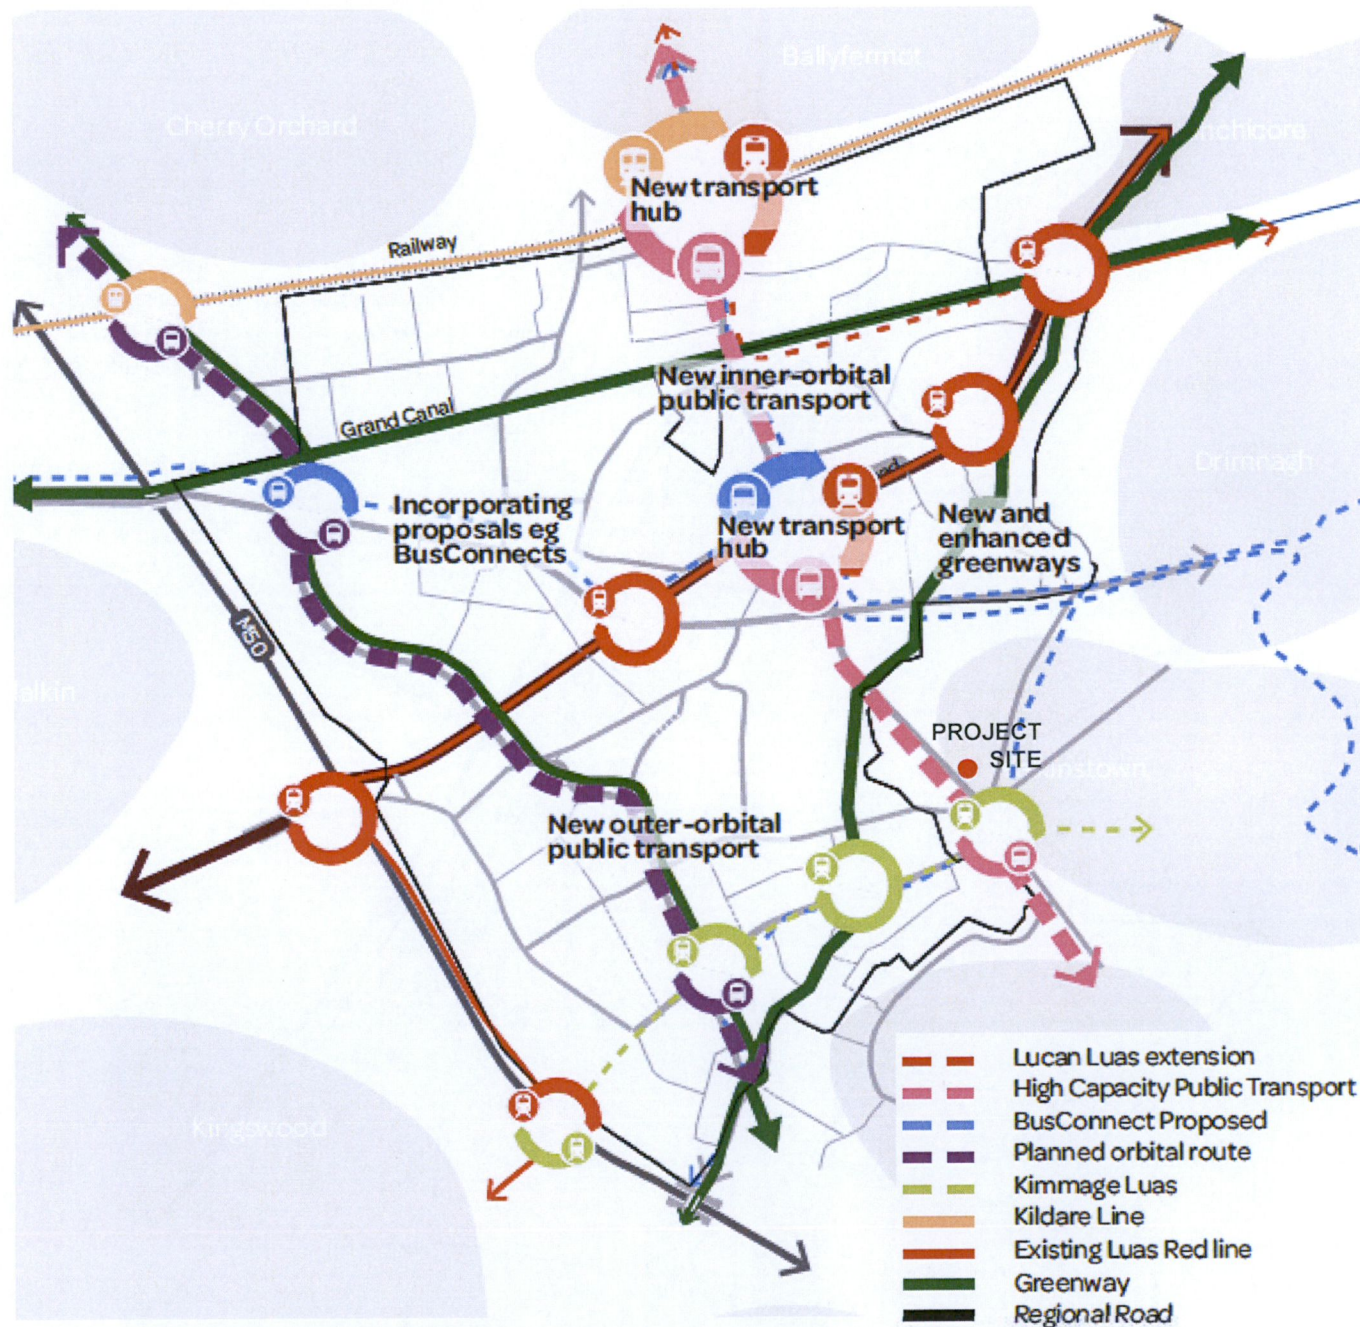 Ballyfermot
Cherry Orchard
nchicore
New transport
hub
Railway
New inner-orbital
public transport
Grand Canal
Drimnagh
Incorporating
proposals eg
BusConnects
New transport
hub
New and
enhanced
greenways
M50
alkin
PROJECT
SITE
nstown
New outer-orbital
public transport
Kingswood
Lucan Luas extension
High Capacity Public Transport
BusConnect Proposed
Planned orbital route
Kimmage Luas
Kildare Line
Existing Luas Red line
Greenway
Regional Road